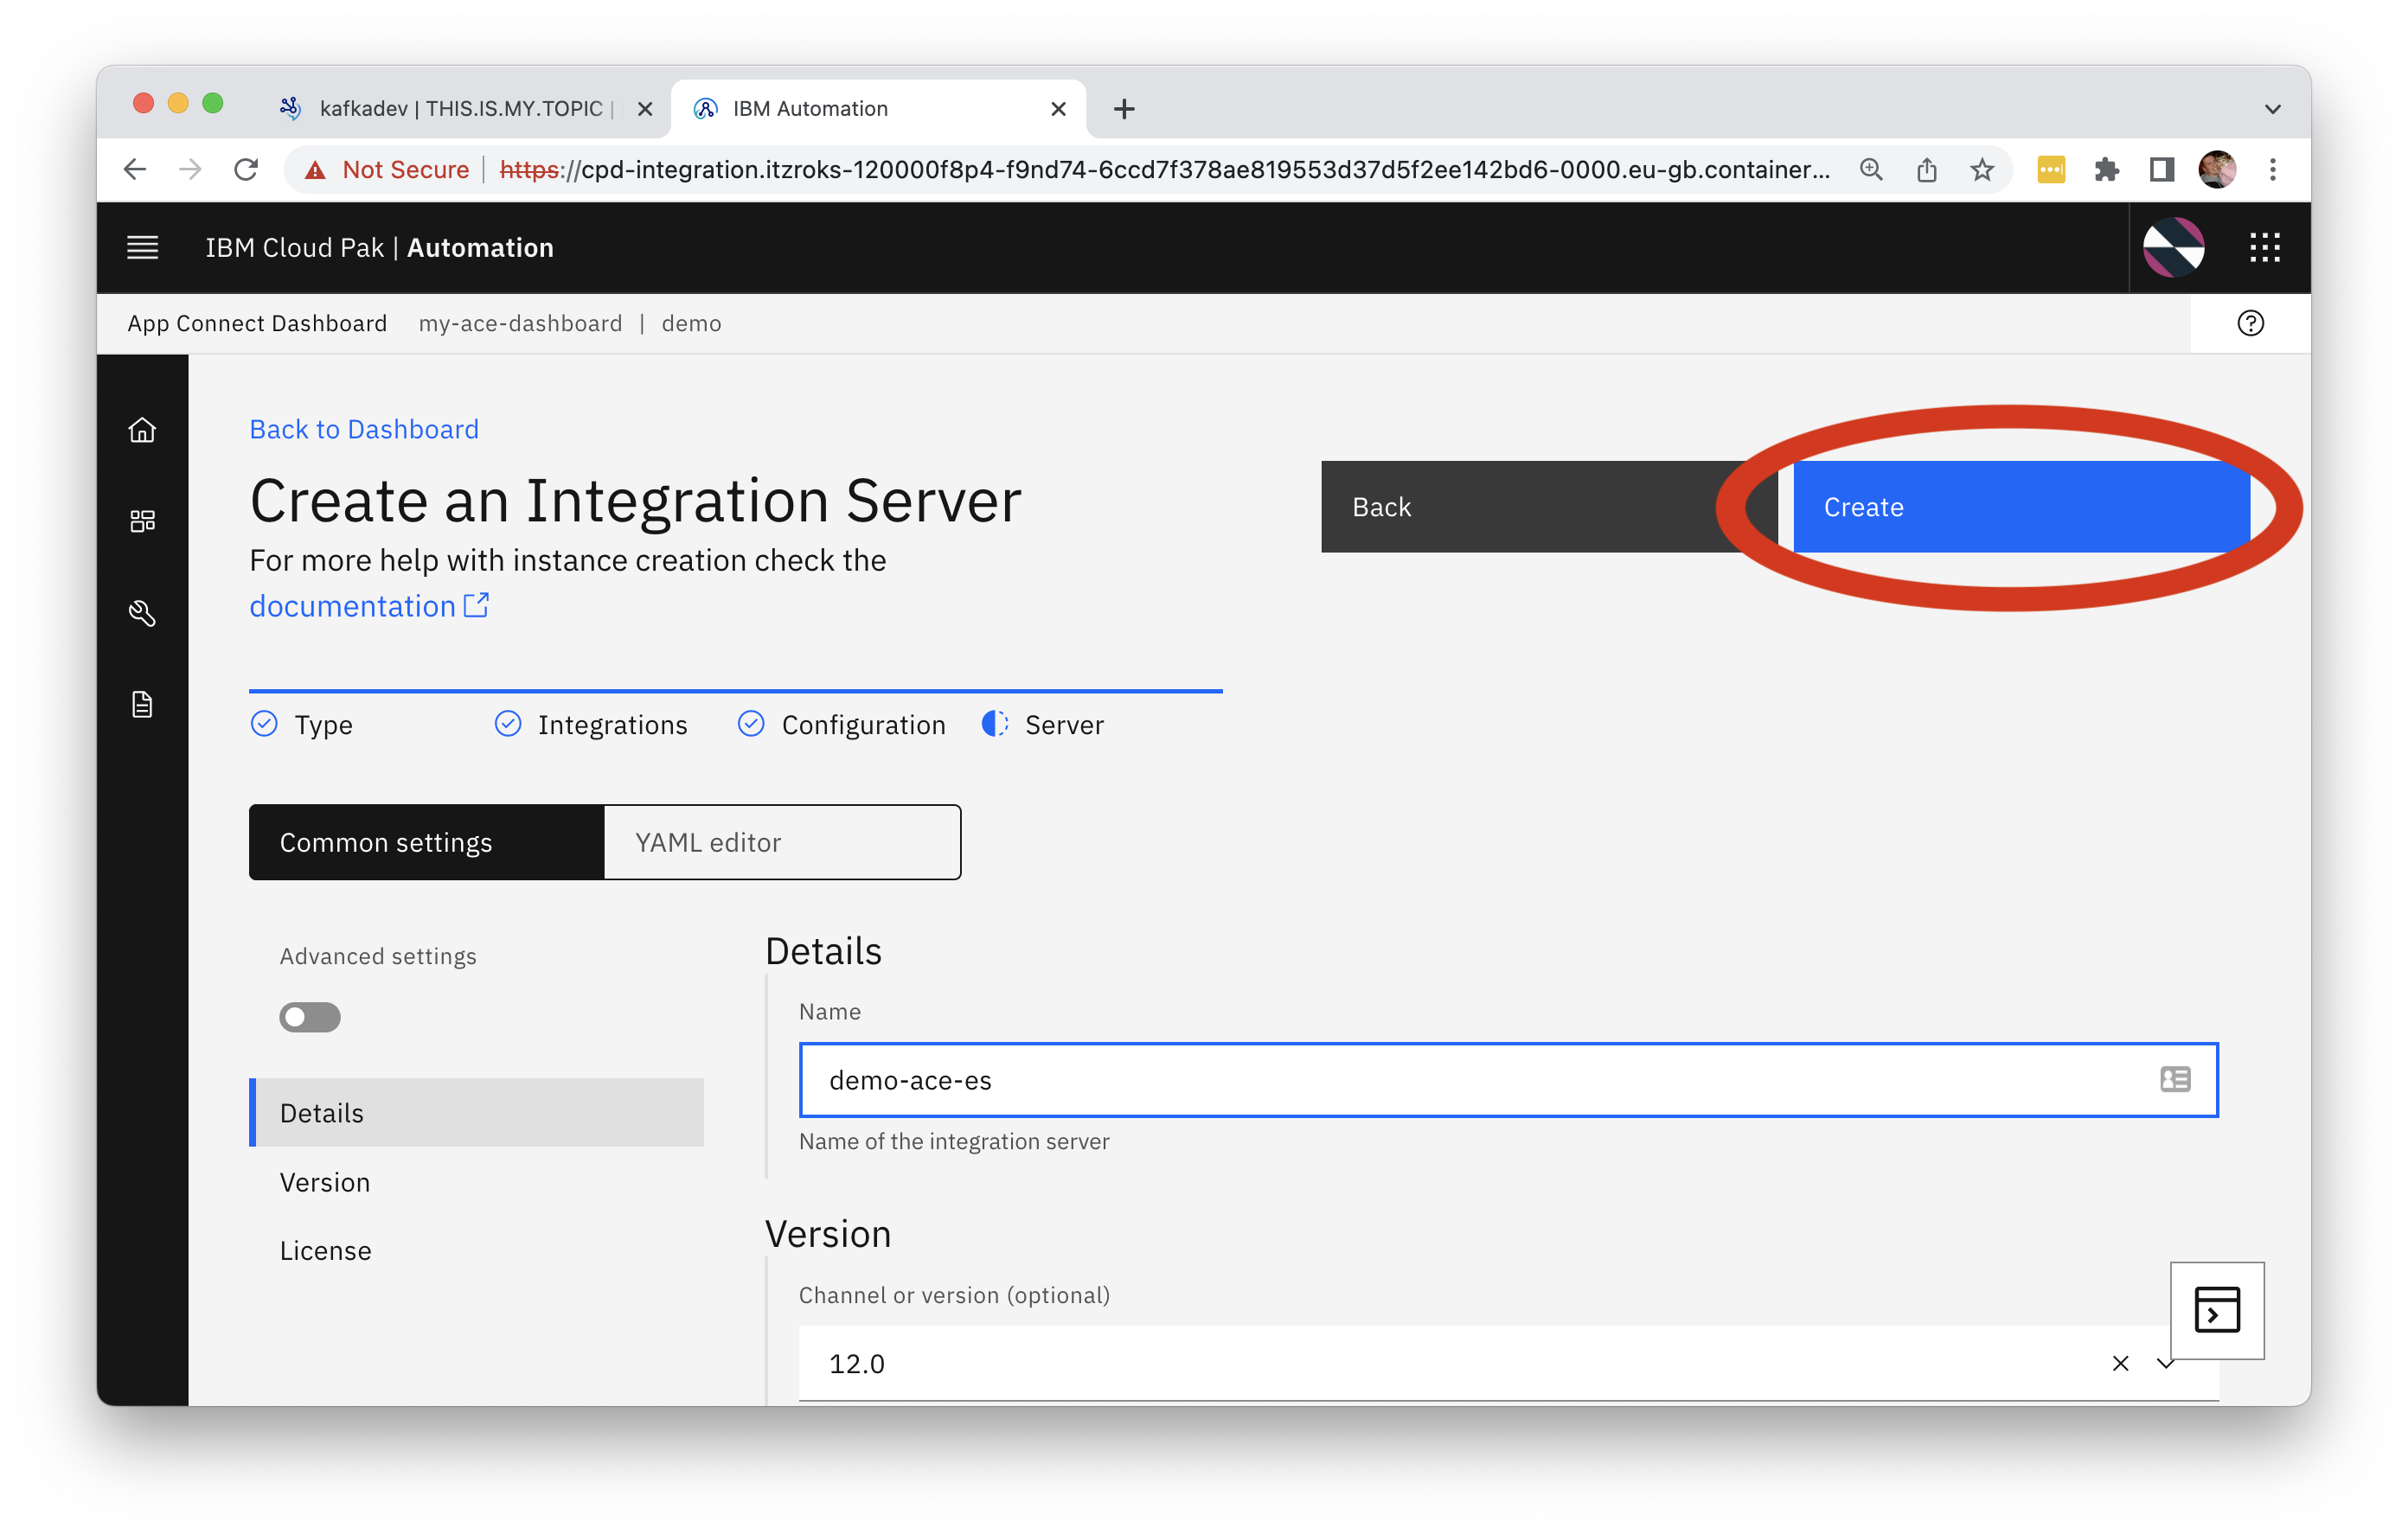 kafkadev | THIS.IS.MY.TOPIC |
IBM Automation
Not Secure
https://cpd-integration.itzroks-120000f8p4-f9nd74-6ccd7f378ae819553d37d5f2ee142bd6-0000.eu-gb.container...
IBM Cloud Pak | Automation
App Connect Dashboard my-ace-dashboard | demo
Back to Dashboard
Create an Integration Server
Back
Create
For more help with instance creation check the
documentation
Type
Integrations
Configuration
Server
Common settings
YAML editor
Advanced settings
Details
Version
License
Details
Name
demo-ace-es
Name of the integration server
Version
Channel or version (optional)
12.0